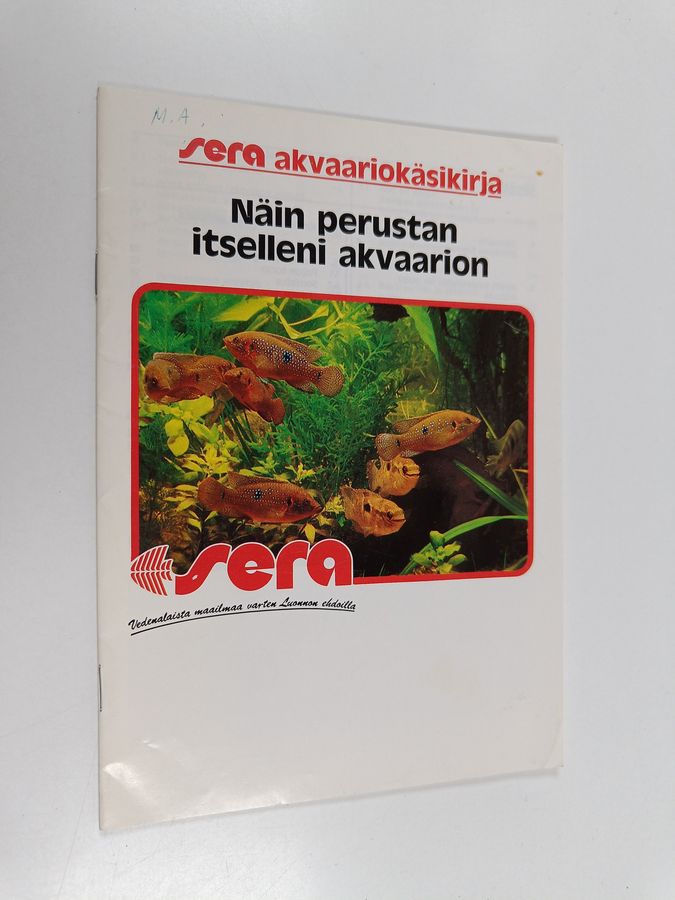 M.A.
sera akvaariokäsikirja
Näin perustan
itselleni akvaarion
sera
Vedenalaista maailmaa varten Luonnon ehdoilla